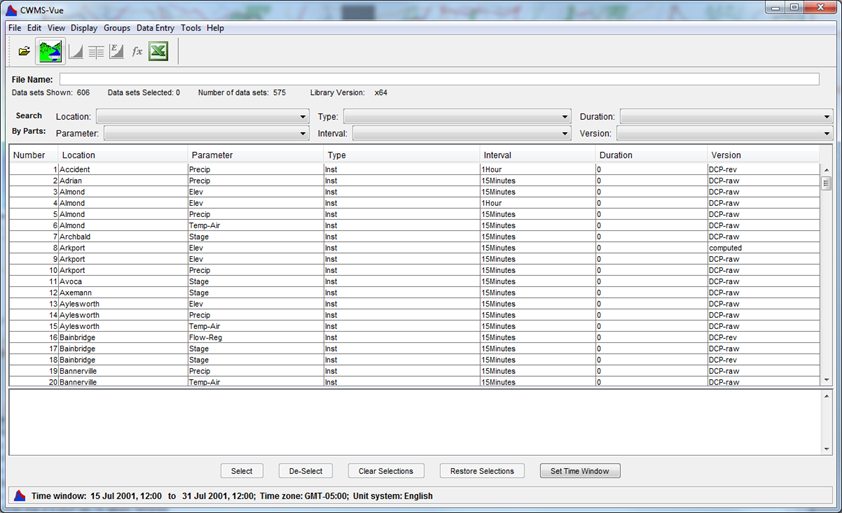 CWMS-Vue
File Edit View Display Groups Data Entry Tools Help
Σ fx
File Name:
Data sets Shown: 606 Data sets Selected: 0 Number of data sets: 575 Library Version: x64
Search Location: Type: Duration:
By Parts: Parameter: Interval: Version:
Number Location Parameter Type Interval Duration Version
1 Accident Precip Inst 1Hour 0 DCP-rev
2 Adrian Precip Inst 15Minutes 0 DCP-raw
3 Almond Elev Inst 15Minutes 0 DCP-raw
4 Almond Elev Inst 1Hour 0 DCP-rev
5 Almond Precip Inst 15Minutes 0 DCP-raw
6 Almond Temp-Air Inst 15Minutes 0 DCP-raw
7 Archbald Stage Inst 15Minutes 0 DCP-raw
8 Arkport Elev Inst 15Minutes 0 computed
9 Arkport Elev Inst 15Minutes 0 DCP-raw
10 Arkport Precip Inst 15Minutes 0 DCP-raw
11 Avoca Stage Inst 15Minutes 0 DCP-raw
12 Axemann Stage Inst 15Minutes 0 DCP-raw
13 Aylesworth Elev Inst 15Minutes 0 DCP-raw
14 Aylesworth Precip Inst 15Minutes 0 DCP-raw
15 Aylesworth Temp-Air Inst 15Minutes 0 DCP-raw
16 Bainbridge Flow-Reg Inst 15Minutes 0 DCP-rev
17 Bainbridge Stage Inst 15Minutes 0 DCP-raw
18 Bainbridge Stage Inst 15Minutes 0 DCP-rev
19 Bannerville Precip Inst 15Minutes 0 DCP-raw
20 Bannerville Temp-Air Inst 15Minutes 0 DCP-raw
Select De-Select Clear Selections Restore Selections Set Time Window
Time window: 15 Jul 2001, 12:00 to 31 Jul 2001, 12:00; Time zone: GMT-05:00; Unit system: English